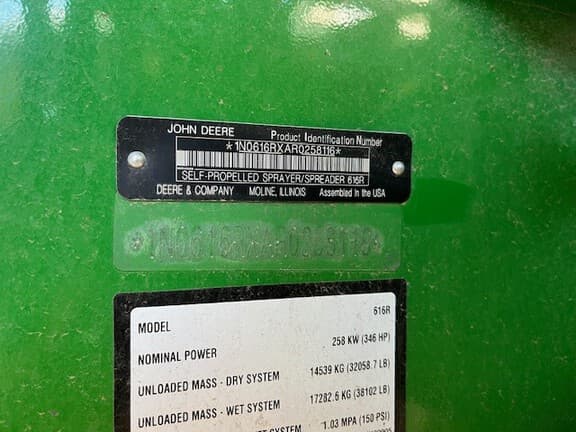 JOHN DEERE Product Identification Number
*1N0616RXAR0258116*
SELF-PROPELLED SPRAYER/SPREADER 616R
DEERE & COMPANY MOLINE, ILLINOIS Assembled in the USA
MODEL 616R
NOMINAL POWER 258 KW (346 HP)
UNLOADED MASS - DRY SYSTEM 14539 KG (32058.7 LB)
UNLOADED MASS - WET SYSTEM 17282.6 KG (38102 LB)
1.03 MPA (150 PSI)